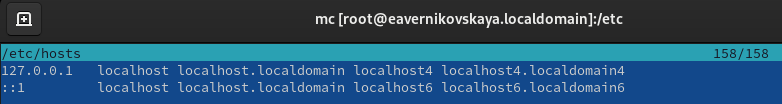 mc [root@eavernikovskaya.localdomain]:/etc
/etc/hosts 158/158
127.0.0.1   localhost localhost.localdomain localhost4 localhost4.localdomain4
::1         localhost localhost.localdomain localhost6 localhost6.localdomain6